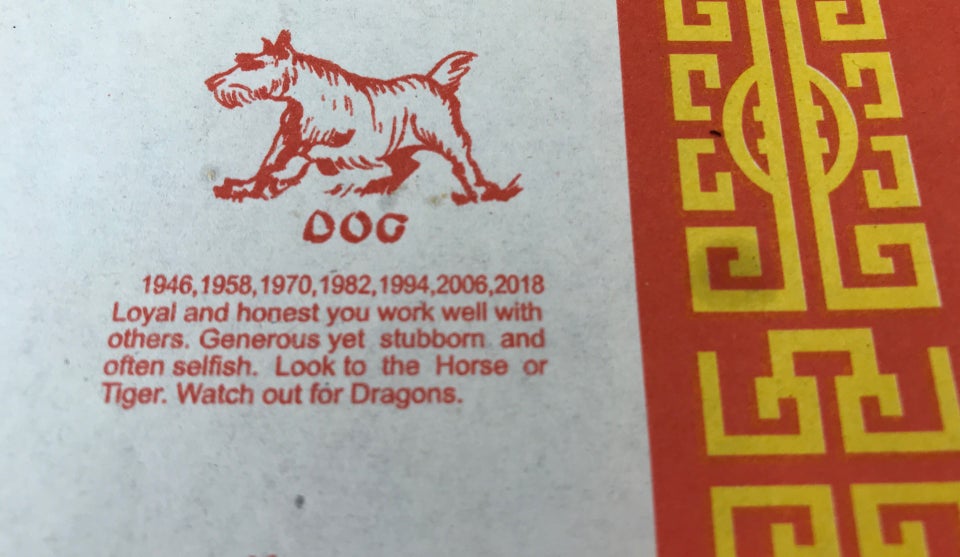 DOG
1946,1958,1970,1982,1994,2006,2018
Loyal and honest you work well with
others. Generous yet stubborn and
often selfish. Look to the Horse or
Tiger. Watch out for Dragons.